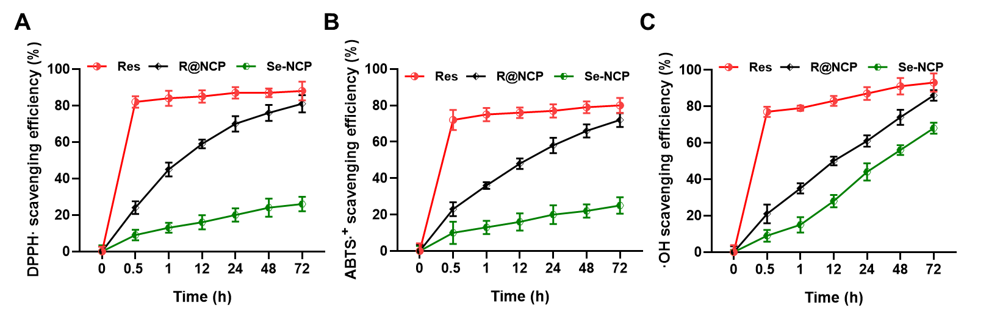 A
DPPH· scavenging efficiency (%)
Res R@NCP Se-NCP
100
80
60
40
20
0
0 0.5 1 12 24 48 72
Time (h)
B
ABTS·+ scavenging efficiency (%)
Res R@NCP Se-NCP
100
80
60
40
20
0
0 0.5 1 12 24 48 72
Time (h)
C
·OH scavenging efficiency (%)
Res R@NCP Se-NCP
100
80
60
40
20
0
0 0.5 1 12 24 48 72
Time (h)